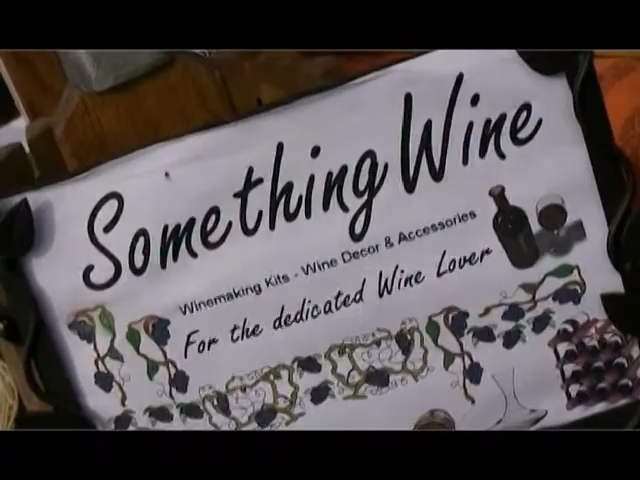 Something Wine
Winemaking Kits - Wine Decor & Accessories
For the dedicated Wine Lover